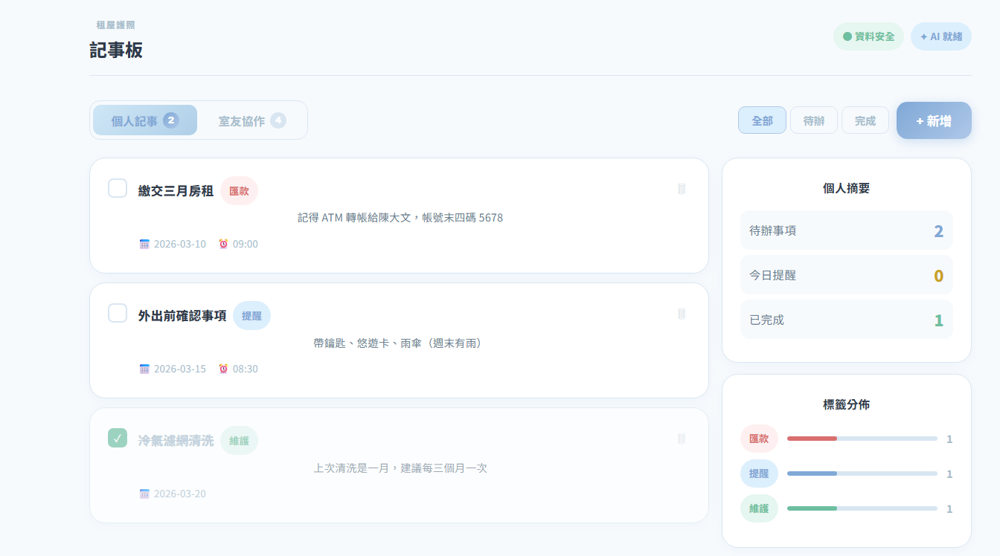 租屋護照
記事板
資料安全
AI 就緒
個人記事 2
室友協作 4
全部
待辦
完成
+ 新增
繳交三月房租 匯款
記得 ATM 轉帳給陳大文，帳號末四碼 5678
2026-03-10 09:00
外出前確認事項 提醒
帶鑰匙、悠遊卡、雨傘（週末有雨）
2026-03-15 08:30
冷氣濾網清洗 維護
上次清洗是一月，建議每三個月一次
2026-03-20
個人摘要
待辦事項 2
今日提醒 0
已完成 1
標籤分佈
匯款 1
提醒 1
維護 1